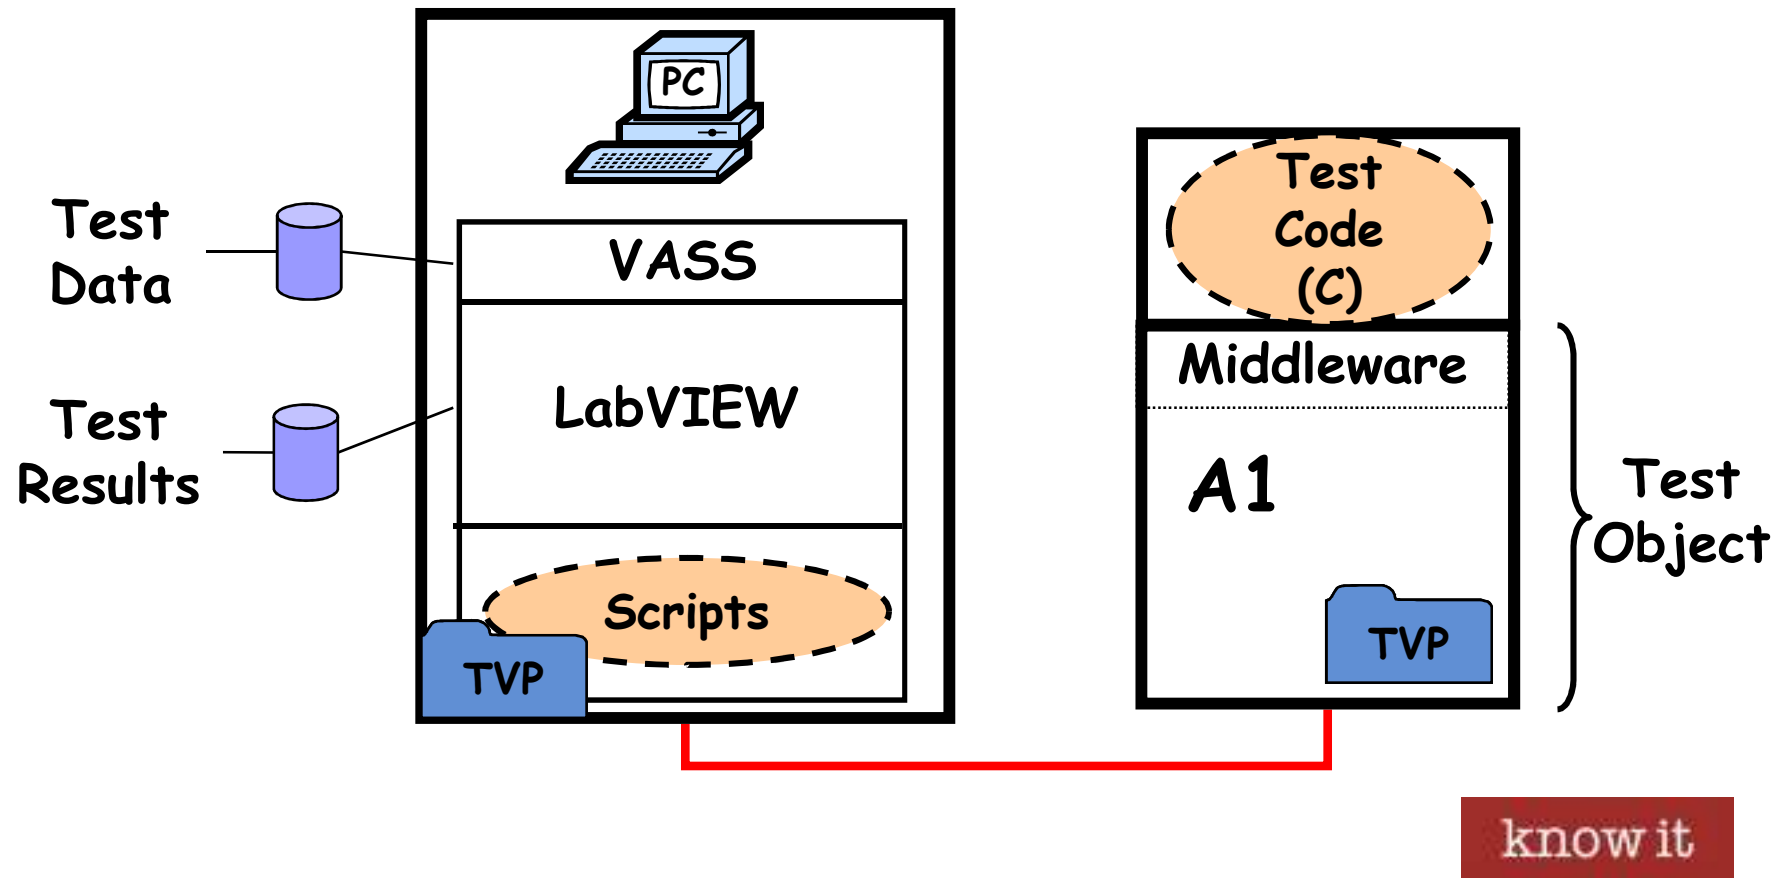 PC
Test
Data
VASS
Test
Results
LabVIEW
Scripts
TVP
Test
Code
(C)
Middleware
A1
TVP
Test
Object
know it